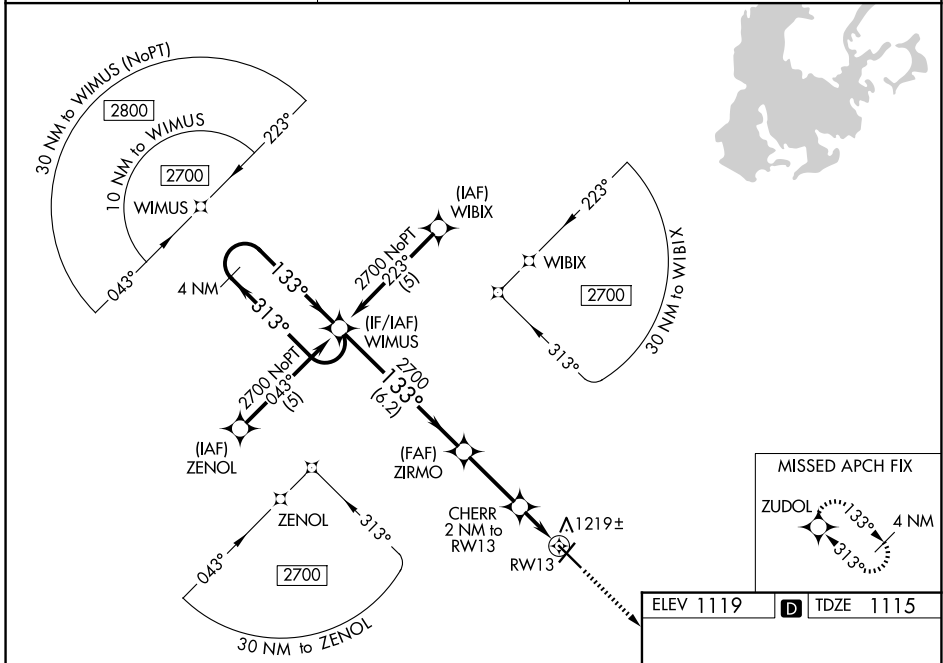 30 NM to WIMUS (NoPT)
2800
10 NM to WIMUS
223°
2700
WIMUS
043°
4 NM
133°
313°
(IAF)
WIBIX
2700 NoPT
223°
(5)
(IF/IAF)
WIMUS
2700 NoPT
043°
(5)
2700
133°
(6.2)
(IAF)
ZENOL
(FAF)
ZIRMO
CHERR
2 NM to
RW13
1219±
RW13
223°
WIBIX
2700
313°
30 NM to WIBIX
ZENOL
313°
043°
2700
30 NM to ZENOL
MISSED APCH FIX
ZUDOL
133°
4 NM
313°
ELEV 1119 D TDZE 1115